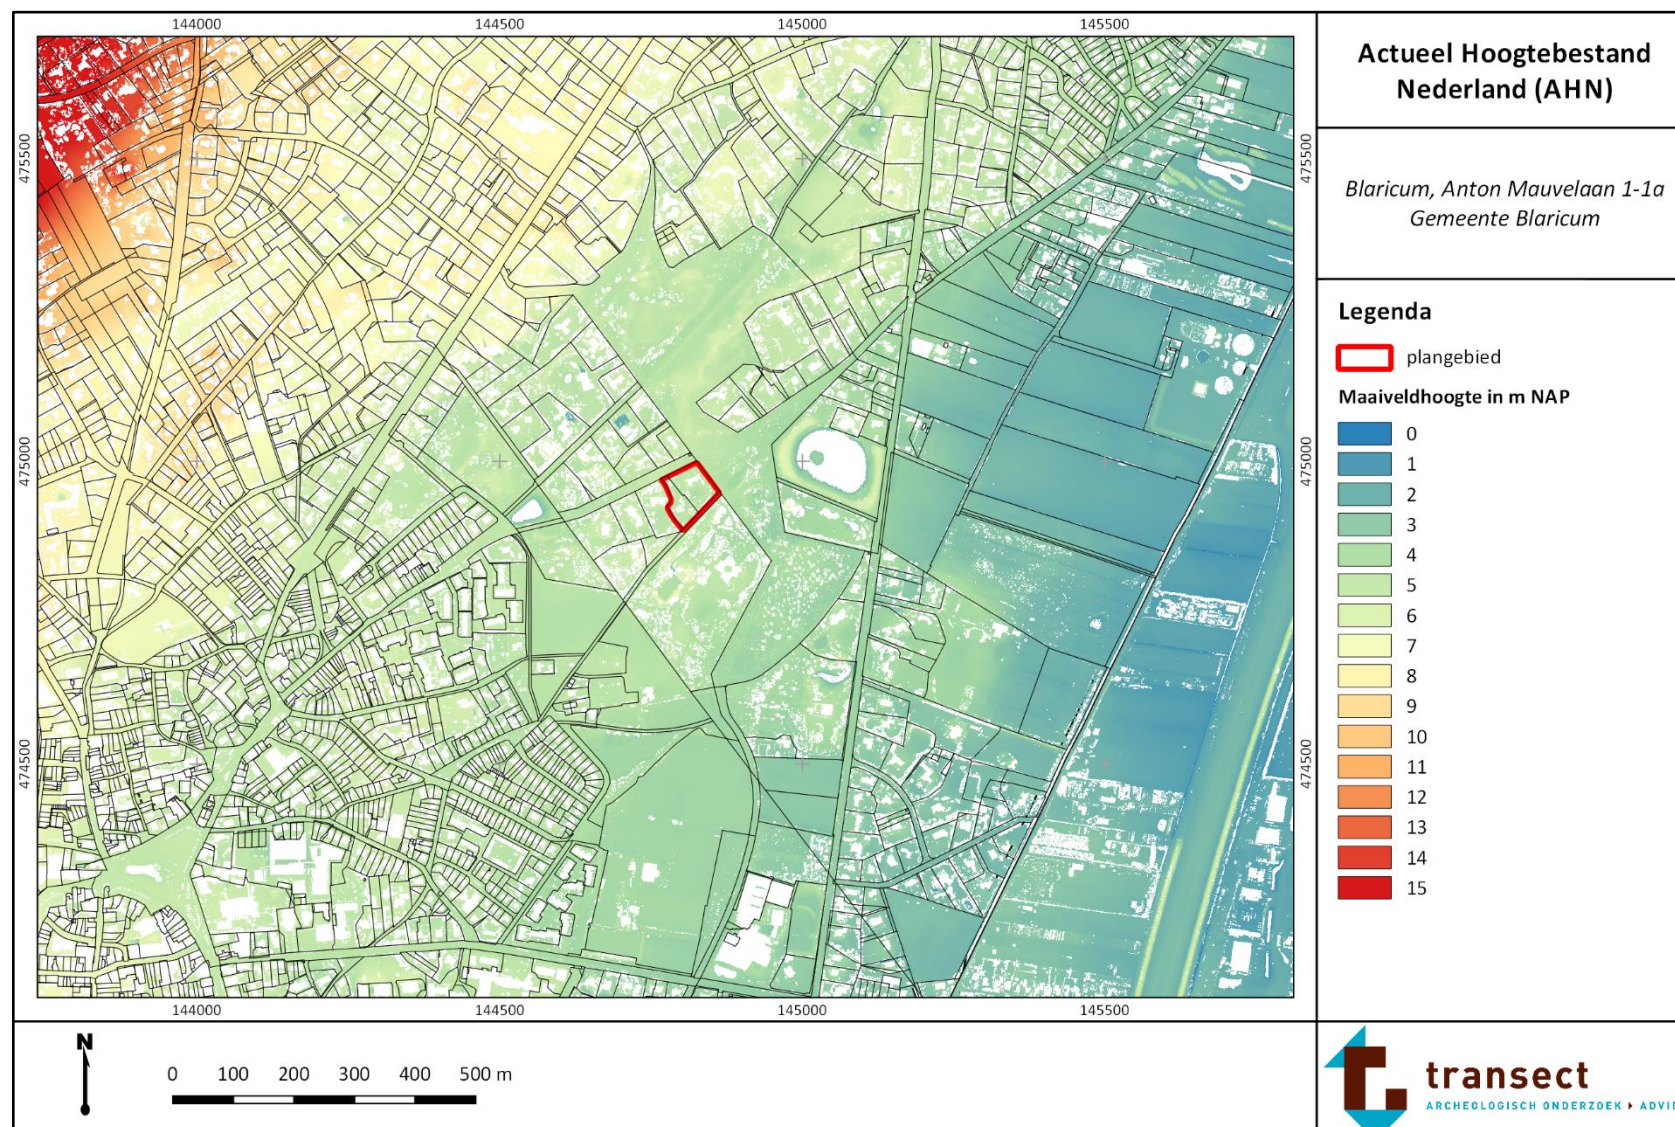 144000 144500 145000 145500
475500 475500
475000 475000
474500 474500
144000 144500 145000 145500
N
0 100 200 300 400 500 m
Actueel Hoogtebestand
Nederland (AHN)
Blaricum, Anton Mauvelaan 1-1a
Gemeente Blaricum
Legenda
plangebied
Maaiveldhoogte in m NAP
0
1
2
3
4
5
6
7
8
9
10
11
12
13
14
15
transect
ARCHEOLOGISCH ONDERZOEK ▸ ADVIE